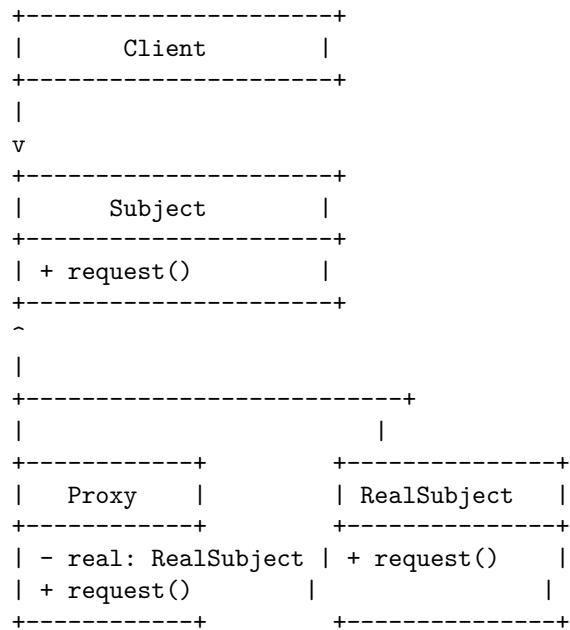 +----------------------+
|       Client        |
+----------------------+
|
v
+----------------------+
|      Subject        |
+----------------------+
| + request()         |
+----------------------+
^
|
+---------------------------+
|                         |
+------------+         +---------------+
|   Proxy    |         | RealSubject   |
+------------+         +---------------+
| - real: RealSubject | + request()    |
| + request()        |                |
+------------+         +---------------+